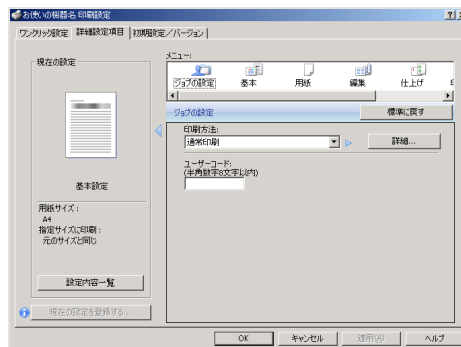 お使いの機器名 印刷設定
ワンクリック設定 詳細設定項目 初期設定／バージョン
現在の設定
基本設定
用紙サイズ：
A4
指定サイズに印刷：
元のサイズと同じ
設定内容一覧
現在の設定を登録する...
メニュー：
ジョブの設定 基本 用紙 編集 仕上げ
ジョブの設定 標準に戻す
印刷方法：
通常印刷 詳細...
ユーザーコード：
(半角数字8文字以内)
OK キャンセル 適用(A) ヘルプ